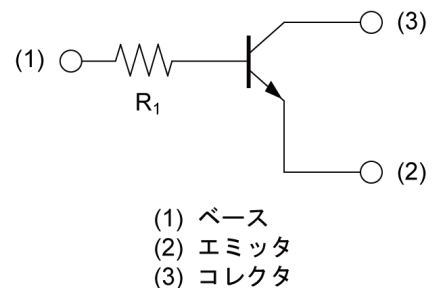 (1)
R₁
(3)
(2)
(1) ベース
(2) エミッタ
(3) コレクタ